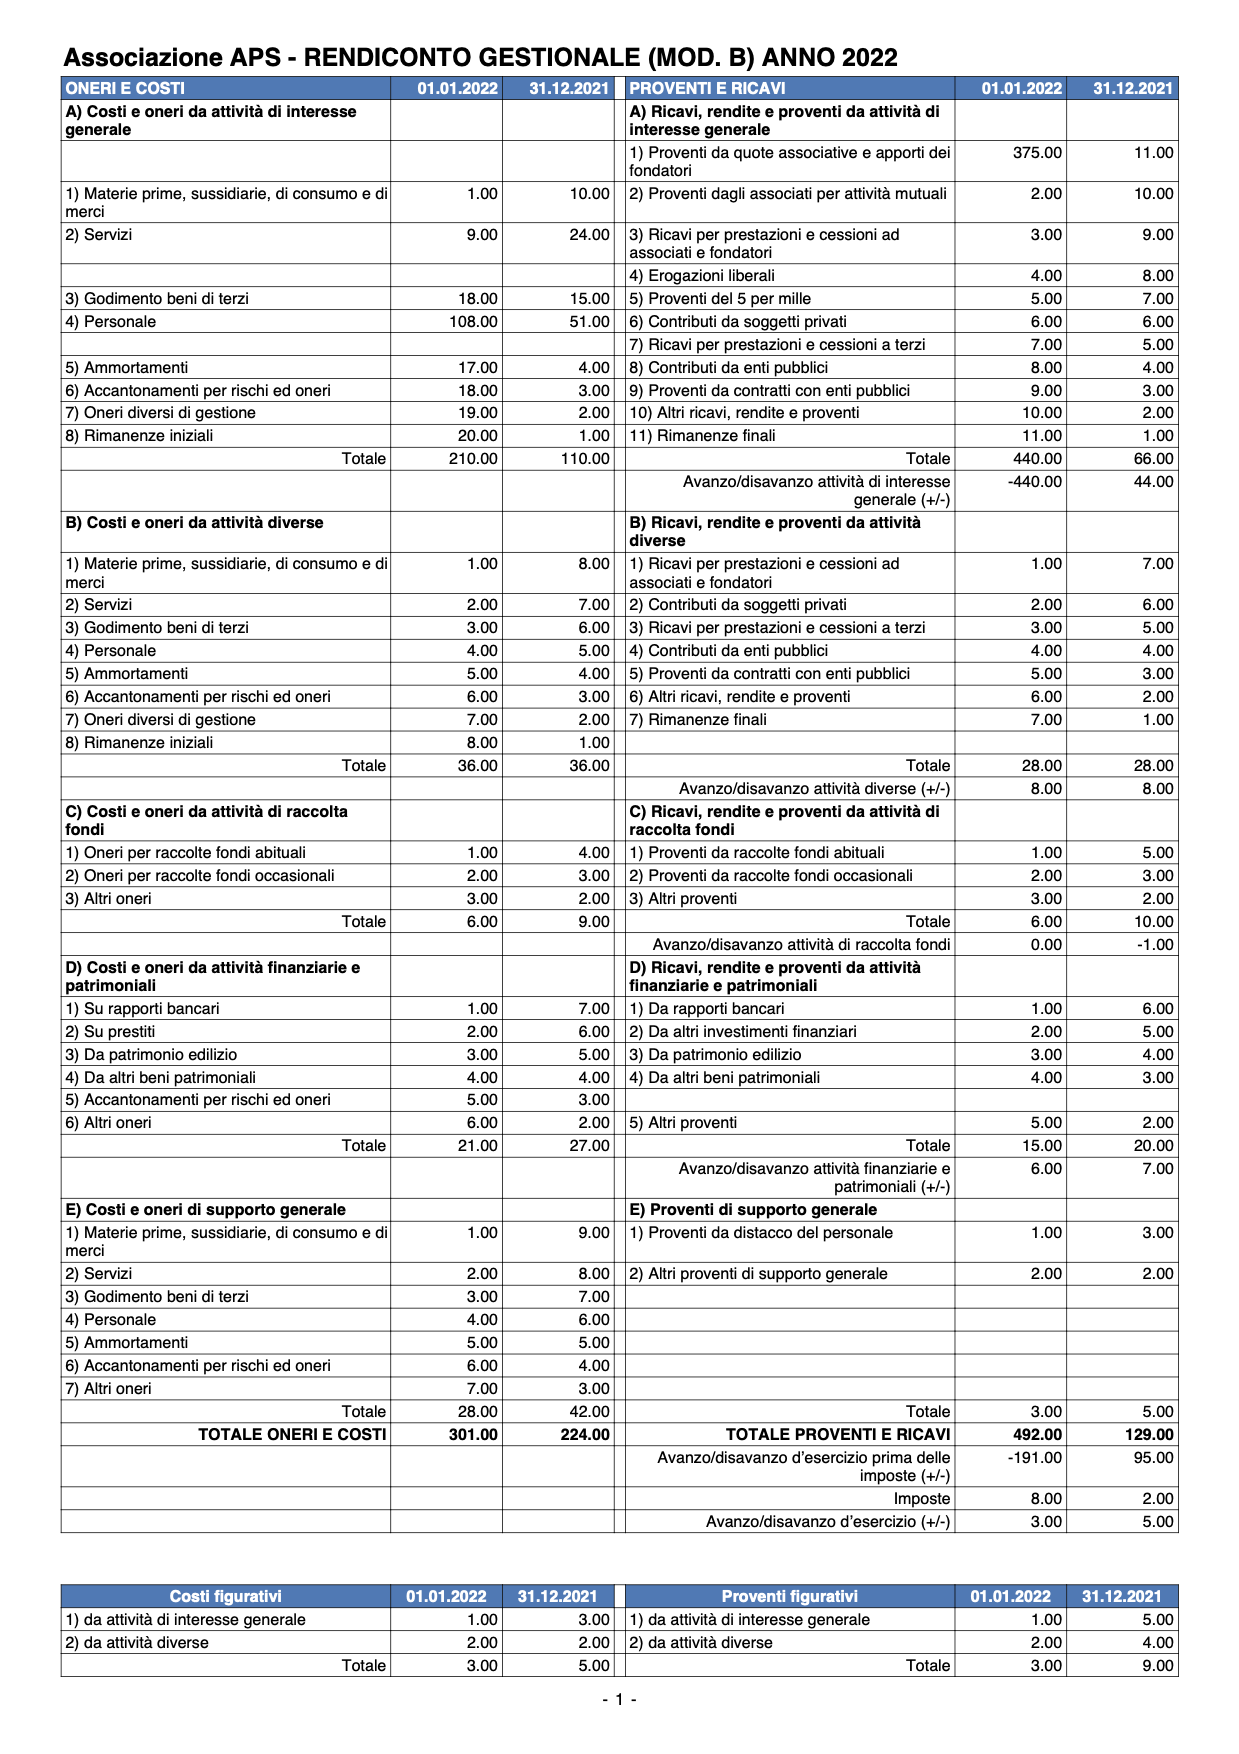 Associazione APS - RENDICONTO GESTIONALE (MOD. B) ANNO 2022
ONERI E COSTI 01.01.2022 31.12.2021 PROVENTI E RICAVI 01.01.2022 31.12.2021
A) Costi e oneri da attività di interesse A) Ricavi, rendite e proventi da attività di
generale interesse generale
1) Proventi da quote associative e apporti dei 375.00 11.00
fondatori
1) Materie prime, sussidiarie, di consumo e di 1.00 10.00 2) Proventi dagli associati per attività mutuali 2.00 10.00
merci
2) Servizi 9.00 24.00 3) Ricavi per prestazioni e cessioni ad 3.00 9.00
associati e fondatori
4) Erogazioni liberali 4.00 8.00
3) Godimento beni di terzi 18.00 15.00 5) Proventi del 5 per mille 5.00 7.00
4) Personale 108.00 51.00 6) Contributi da soggetti privati 6.00 6.00
7) Ricavi per prestazioni e cessioni a terzi 7.00 5.00
5) Ammortamenti 17.00 4.00 8) Contributi da enti pubblici 8.00 4.00
6) Accantonamenti per rischi ed oneri 18.00 3.00 9) Proventi da contratti con enti pubblici 9.00 3.00
7) Oneri diversi di gestione 19.00 2.00 10) Altri ricavi, rendite e proventi 10.00 2.00
8) Rimanenze iniziali 20.00 1.00 11) Rimanenze finali 11.00 1.00
Totale 210.00 110.00 Totale 440.00 66.00
Avanzo/disavanzo attività di interesse -440.00 44.00
generale (+/-)
B) Costi e oneri da attività diverse B) Ricavi, rendite e proventi da attività
diverse
1) Materie prime, sussidiarie, di consumo e di 1.00 8.00 1) Ricavi per prestazioni e cessioni ad 1.00 7.00
merci associati e fondatori
2) Servizi 2.00 7.00 2) Contributi da soggetti privati 2.00 6.00
3) Godimento beni di terzi 3.00 6.00 3) Ricavi per prestazioni e cessioni a terzi 3.00 5.00
4) Personale 4.00 5.00 4) Contributi da enti pubblici 4.00 4.00
5) Ammortamenti 5.00 4.00 5) Proventi da contratti con enti pubblici 5.00 3.00
6) Accantonamenti per rischi ed oneri 6.00 3.00 6) Altri ricavi, rendite e proventi 6.00 2.00
7) Oneri diversi di gestione 7.00 2.00 7) Rimanenze finali 7.00 1.00
8) Rimanenze iniziali 8.00 1.00
Totale 36.00 36.00 Totale 28.00 28.00
Avanzo/disavanzo attività diverse (+/-) 8.00 8.00
C) Costi e oneri da attività di raccolta C) Ricavi, rendite e proventi da attività di
fondi raccolta fondi
1) Oneri per raccolte fondi abituali 1.00 4.00 1) Proventi da raccolte fondi abituali 1.00 5.00
2) Oneri per raccolte fondi occasionali 2.00 3.00 2) Proventi da raccolte fondi occasionali 2.00 3.00
3) Altri oneri 3.00 2.00 3) Altri proventi 3.00 2.00
Totale 6.00 9.00 Totale 6.00 10.00
Avanzo/disavanzo attività di raccolta fondi 0.00 -1.00
D) Costi e oneri da attività finanziarie e D) Ricavi, rendite e proventi da attività
patrimoniali finanziarie e patrimoniali
1) Su rapporti bancari 1.00 7.00 1) Da rapporti bancari 1.00 6.00
2) Su prestiti 2.00 6.00 2) Da altri investimenti finanziari 2.00 5.00
3) Da patrimonio edilizio 3.00 5.00 3) Da patrimonio edilizio 3.00 4.00
4) Da altri beni patrimoniali 4.00 4.00 4) Da altri beni patrimoniali 4.00 3.00
5) Accantonamenti per rischi ed oneri 5.00 3.00
6) Altri oneri 6.00 2.00 5) Altri proventi 5.00 2.00
Totale 21.00 27.00 Totale 15.00 20.00
Avanzo/disavanzo attività finanziarie e 6.00 7.00
patrimoniali (+/-)
E) Costi e oneri di supporto generale E) Proventi di supporto generale
1) Materie prime, sussidiarie, di consumo e di 1.00 9.00 1) Proventi da distacco del personale 1.00 3.00
merci
2) Servizi 2.00 8.00 2) Altri proventi di supporto generale 2.00 2.00
3) Godimento beni di terzi 3.00 7.00
4) Personale 4.00 6.00
5) Ammortamenti 5.00 5.00
6) Accantonamenti per rischi ed oneri 6.00 4.00
7) Altri oneri 7.00 3.00
Totale 28.00 42.00 Totale 3.00 5.00
TOTALE ONERI E COSTI 301.00 224.00 TOTALE PROVENTI E RICAVI 492.00 129.00
Avanzo/disavanzo d'esercizio prima delle -191.00 95.00
imposte (+/-)
Imposte 8.00 2.00
Avanzo/disavanzo d'esercizio (+/-) 3.00 5.00
Costi figurativi 01.01.2022 31.12.2021 Proventi figurativi 01.01.2022 31.12.2021
1) da attività di interesse generale 1.00 3.00 1) da attività di interesse generale 1.00 5.00
2) da attività diverse 2.00 2.00 2) da attività diverse 2.00 4.00
Totale 3.00 5.00 Totale 3.00 9.00
- 1 -